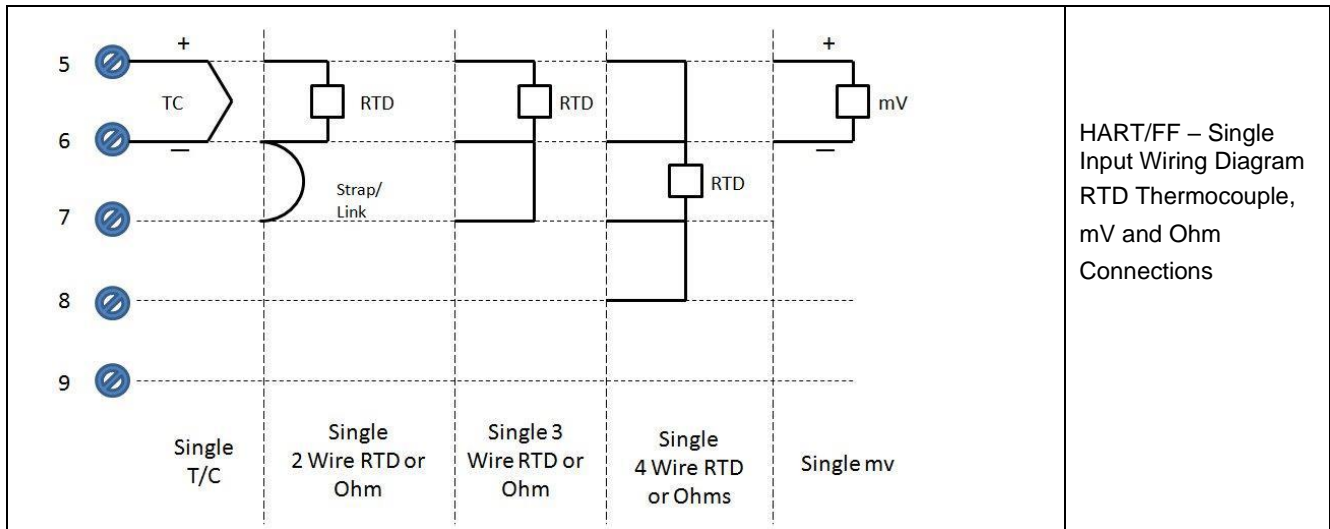 5
6
7
8
9
+
TC
—
RTD
Strap/
Link
RTD
RTD
+
mV
—
Single
T/C
Single
2 Wire RTD or
Ohm
Single 3
Wire RTD or
Ohm
Single
4 Wire RTD
or Ohms
Single mv
HART/FF – Single
Input Wiring Diagram
RTD Thermocouple,
mV and Ohm
Connections